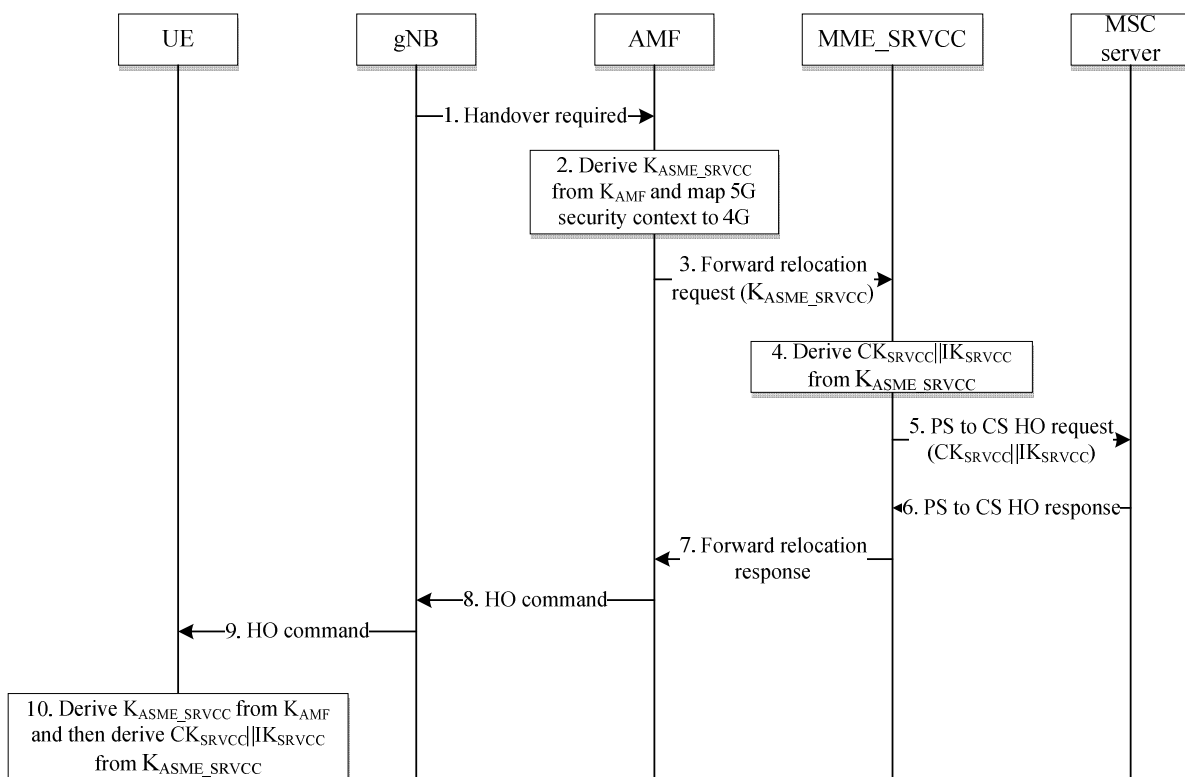 UE
gNB
AMF
MME_SRVCC
MSC
server
1. Handover required
2. Derive KASME_SRVCC
from KAMF and map 5G
security context to 4G
3. Forward relocation
request (KASME_SRVCC)
4. Derive CKSRVCC||IKSRVCC
from KASME_SRVCC
5. PS to CS HO request
(CKSRVCC||IKSRVCC)
6. PS to CS HO response
7. Forward relocation
response
8. HO command
9. HO command
10. Derive KASME_SRVCC from KAMF
and then derive CKSRVCC||IKSRVCC
from KASME_SRVCC